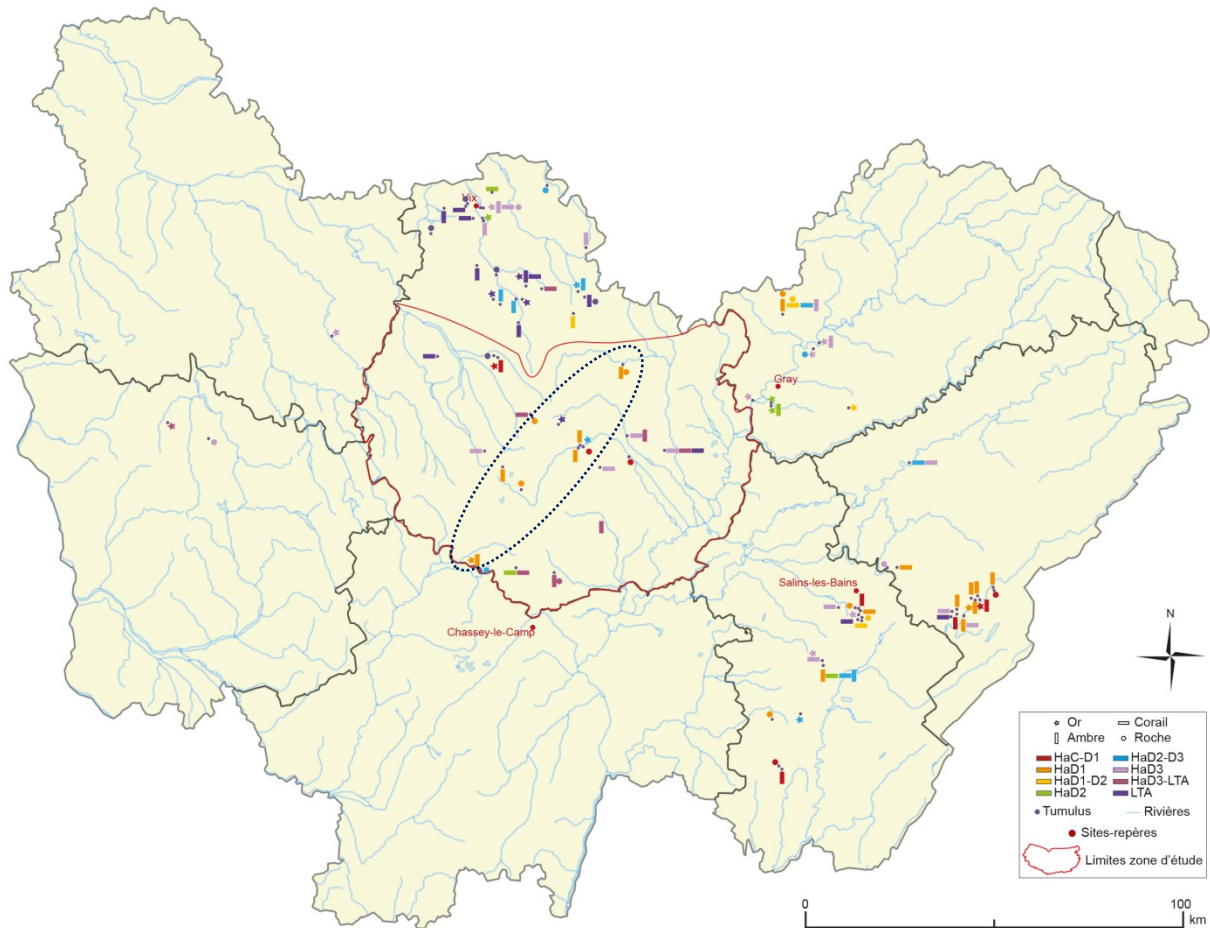 Vix
Gray
Salins-les-Bains
Chassey-le-Camp
N
Or
Corail
Ambre
Roche
HaC-D1
HaD2-D3
HaD1
HaD3
HaD1-D2
HaD3-LTA
HaD2
LTA
Tumulus
Rivières
Sites-repères
Limites zone d'étude
0
100
km